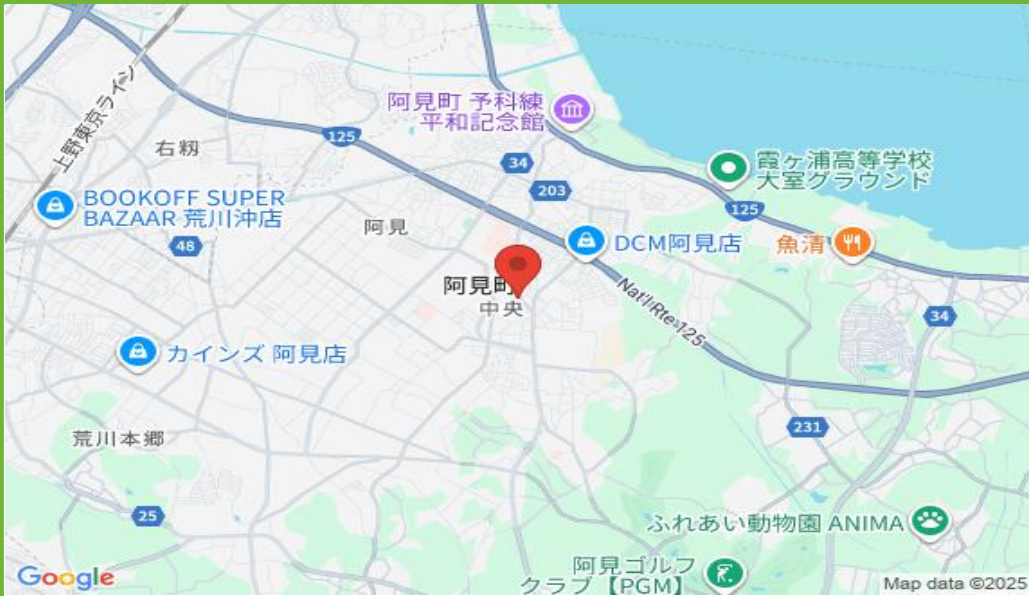 上野東京ライン
125
右籾
阿見町 予科練
平和記念館
34
203
霞ヶ浦高等学校
大室グラウンド
125
BOOKOFF SUPER
BAZAAR 荒川沖店
48
阿見
DCM阿見店
魚清
阿見町
中央
Nat'l Rte 125
34
カインズ 阿見店
231
荒川本郷
25
ふれあい動物園 ANIMA
阿見ゴルフ
クラブ【PGM】
Google
Map data ©2025